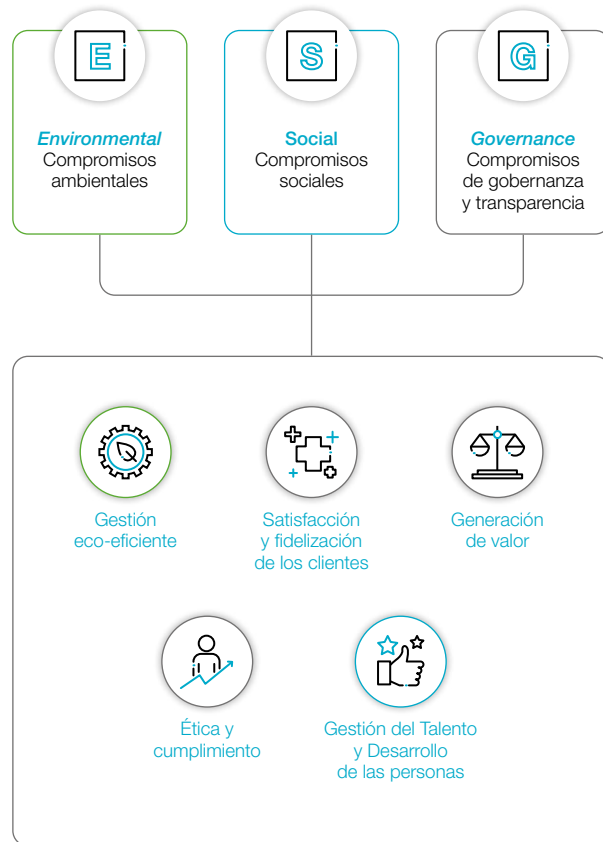 E
Environmental
Compromisos
ambientales
S
Social
Compromisos
sociales
G
Governance
Compromisos
de gobernanza
y transparencia
Gestión
eco-eficiente
Satisfacción
y fidelización
de los clientes
Generación
de valor
Ética y
cumplimiento
Gestión del Talento
y Desarrollo
de las personas